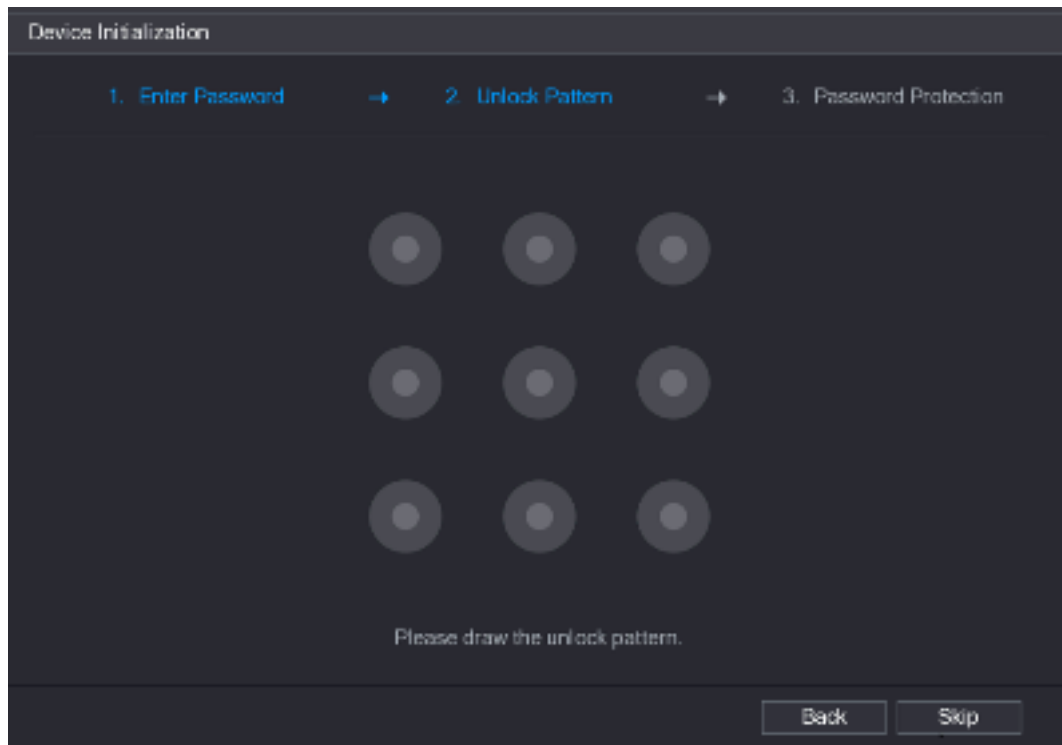 Device Initialization
1. Enter Password → 2. Unlock Pattern → 3. Password Protection
Please draw the unlock pattern.
Back Skip